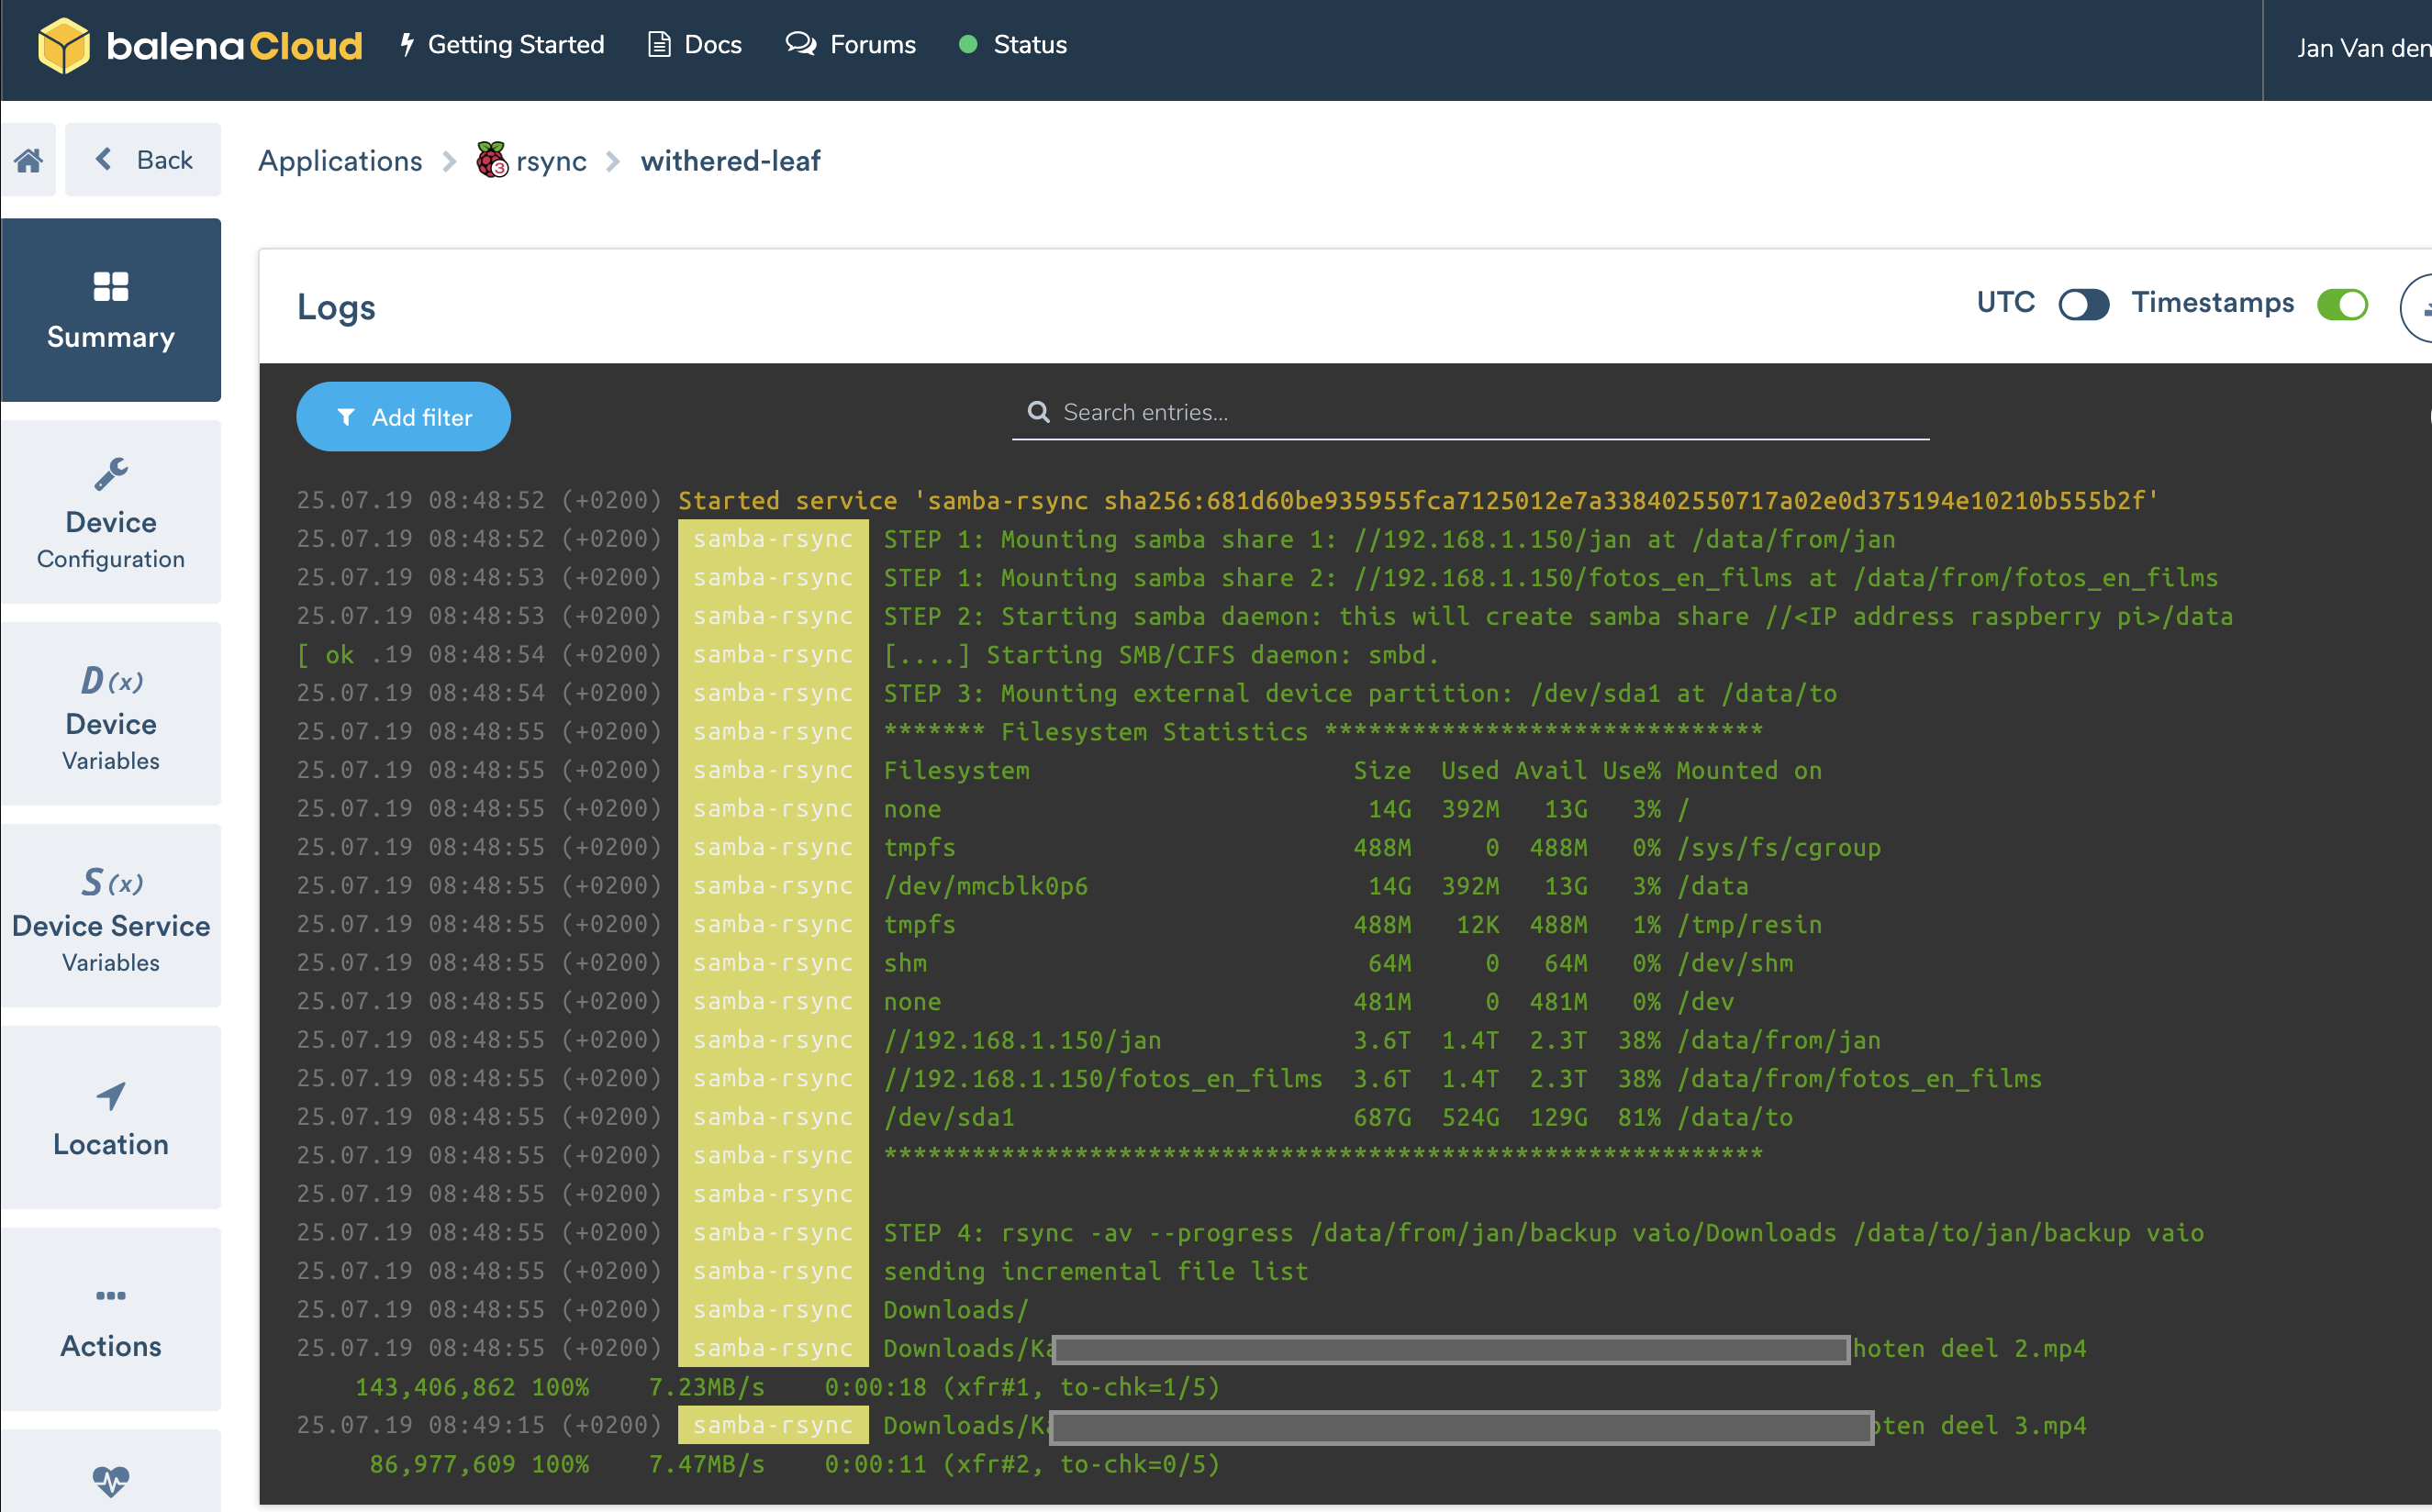 balenaCloud Getting Started Docs Forums Status Jan Van den
Back Applications rsync withered-leaf
Summary
Device
Configuration
D(x)
Device
Variables
S(x)
Device Service
Variables
Location
Actions
Logs UTC Timestamps
Add filter Search entries...
25.07.19 08:48:52 (+0200) Started service 'samba-rsync sha256:681d60be935955fca7125012e7a338402550717a02e0d375194e10210b555b2f'
25.07.19 08:48:52 (+0200) samba-rsync STEP 1: Mounting samba share 1: //192.168.1.150/jan at /data/from/jan
25.07.19 08:48:53 (+0200) samba-rsync STEP 1: Mounting samba share 2: //192.168.1.150/fotos_en_films at /data/from/fotos_en_films
25.07.19 08:48:53 (+0200) samba-rsync STEP 2: Starting samba daemon: this will create samba share //<IP address raspberry pi>/data
[ ok .19 08:48:54 (+0200) samba-rsync [....] Starting SMB/CIFS daemon: smbd.
25.07.19 08:48:54 (+0200) samba-rsync STEP 3: Mounting external device partition: /dev/sda1 at /data/to
25.07.19 08:48:55 (+0200) samba-rsync ******* Filesystem Statistics ******************************
25.07.19 08:48:55 (+0200) samba-rsync Filesystem Size Used Avail Use% Mounted on
25.07.19 08:48:55 (+0200) samba-rsync none 14G 392M 13G 3% /
25.07.19 08:48:55 (+0200) samba-rsync tmpfs 488M 0 488M 0% /sys/fs/cgroup
25.07.19 08:48:55 (+0200) samba-rsync /dev/mmcblk0p6 14G 392M 13G 3% /data
25.07.19 08:48:55 (+0200) samba-rsync tmpfs 488M 12K 488M 1% /tmp/resin
25.07.19 08:48:55 (+0200) samba-rsync shm 64M 0 64M 0% /dev/shm
25.07.19 08:48:55 (+0200) samba-rsync none 481M 0 481M 0% /dev
25.07.19 08:48:55 (+0200) samba-rsync //192.168.1.150/jan 3.6T 1.4T 2.3T 38% /data/from/jan
25.07.19 08:48:55 (+0200) samba-rsync //192.168.1.150/fotos_en_films 3.6T 1.4T 2.3T 38% /data/from/fotos_en_films
25.07.19 08:48:55 (+0200) samba-rsync /dev/sda1 687G 524G 129G 81% /data/to
25.07.19 08:48:55 (+0200) samba-rsync ************************************************************
25.07.19 08:48:55 (+0200) samba-rsync
25.07.19 08:48:55 (+0200) samba-rsync STEP 4: rsync -av --progress /data/from/jan/backup vaio/Downloads /data/to/jan/backup vaio
25.07.19 08:48:55 (+0200) samba-rsync sending incremental file list
25.07.19 08:48:55 (+0200) samba-rsync Downloads/
25.07.19 08:48:55 (+0200) samba-rsync Downloads/Ka hoten deel 2.mp4
143,406,862 100% 7.23MB/s 0:00:18 (xfr#1, to-chk=1/5)
25.07.19 08:49:15 (+0200) samba-rsync Downloads/Ka oten deel 3.mp4
86,977,609 100% 7.47MB/s 0:00:11 (xfr#2, to-chk=0/5)